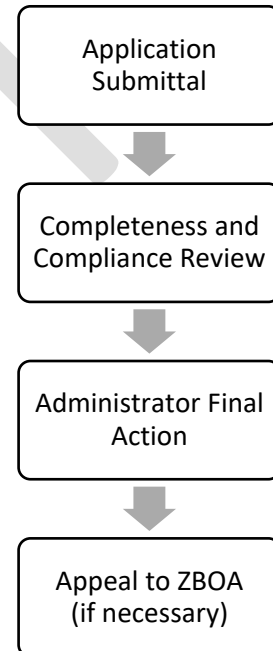 Application
Submittal
Completeness and
Compliance Review
Administrator Final
Action
Appeal to ZBOA
(if necessary)